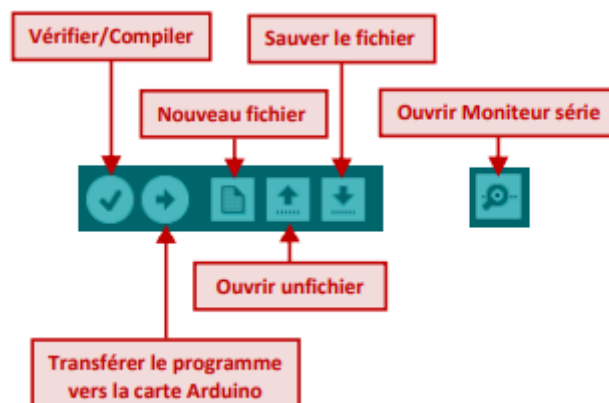 Vérifier/Compiler
Sauver le fichier
Nouveau fichier
Ouvrir Moniteur série
Ouvrir unfichier
Transférer le programme
vers la carte Arduino